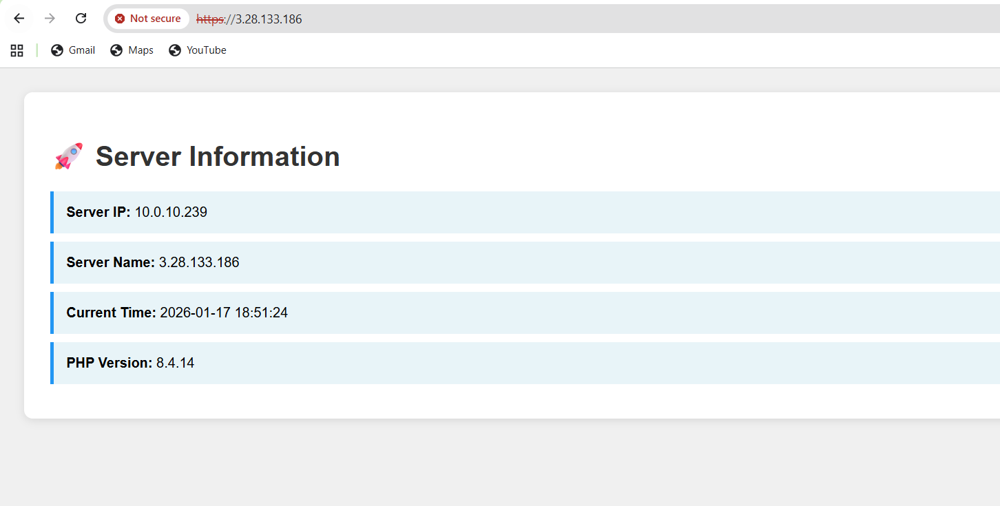 Not secure https://3.28.133.186
Gmail Maps YouTube
🚀 Server Information
Server IP: 10.0.10.239
Server Name: 3.28.133.186
Current Time: 2026-01-17 18:51:24
PHP Version: 8.4.14